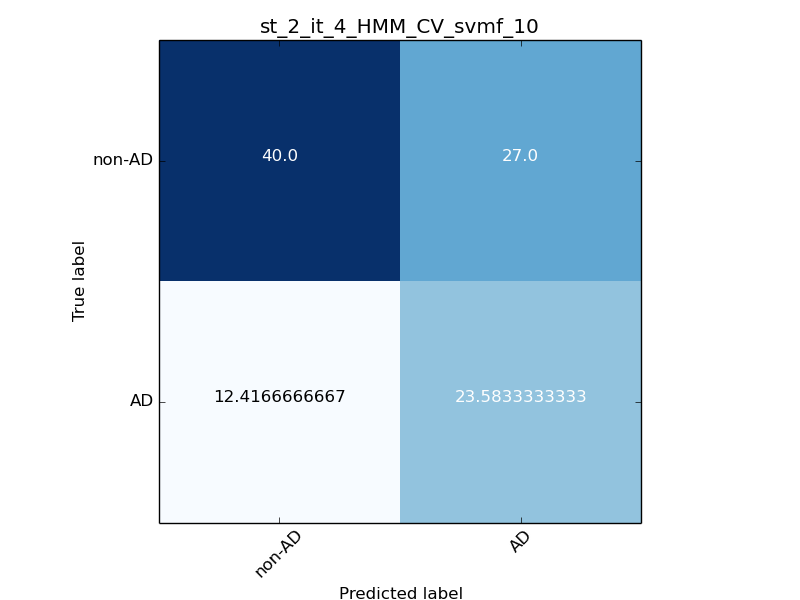 st_2_it_4_HMM_CV_svmf_10
non-AD
40.0
27.0
True label
AD
12.4166666667
23.5833333333
non-AD
AD
Predicted label